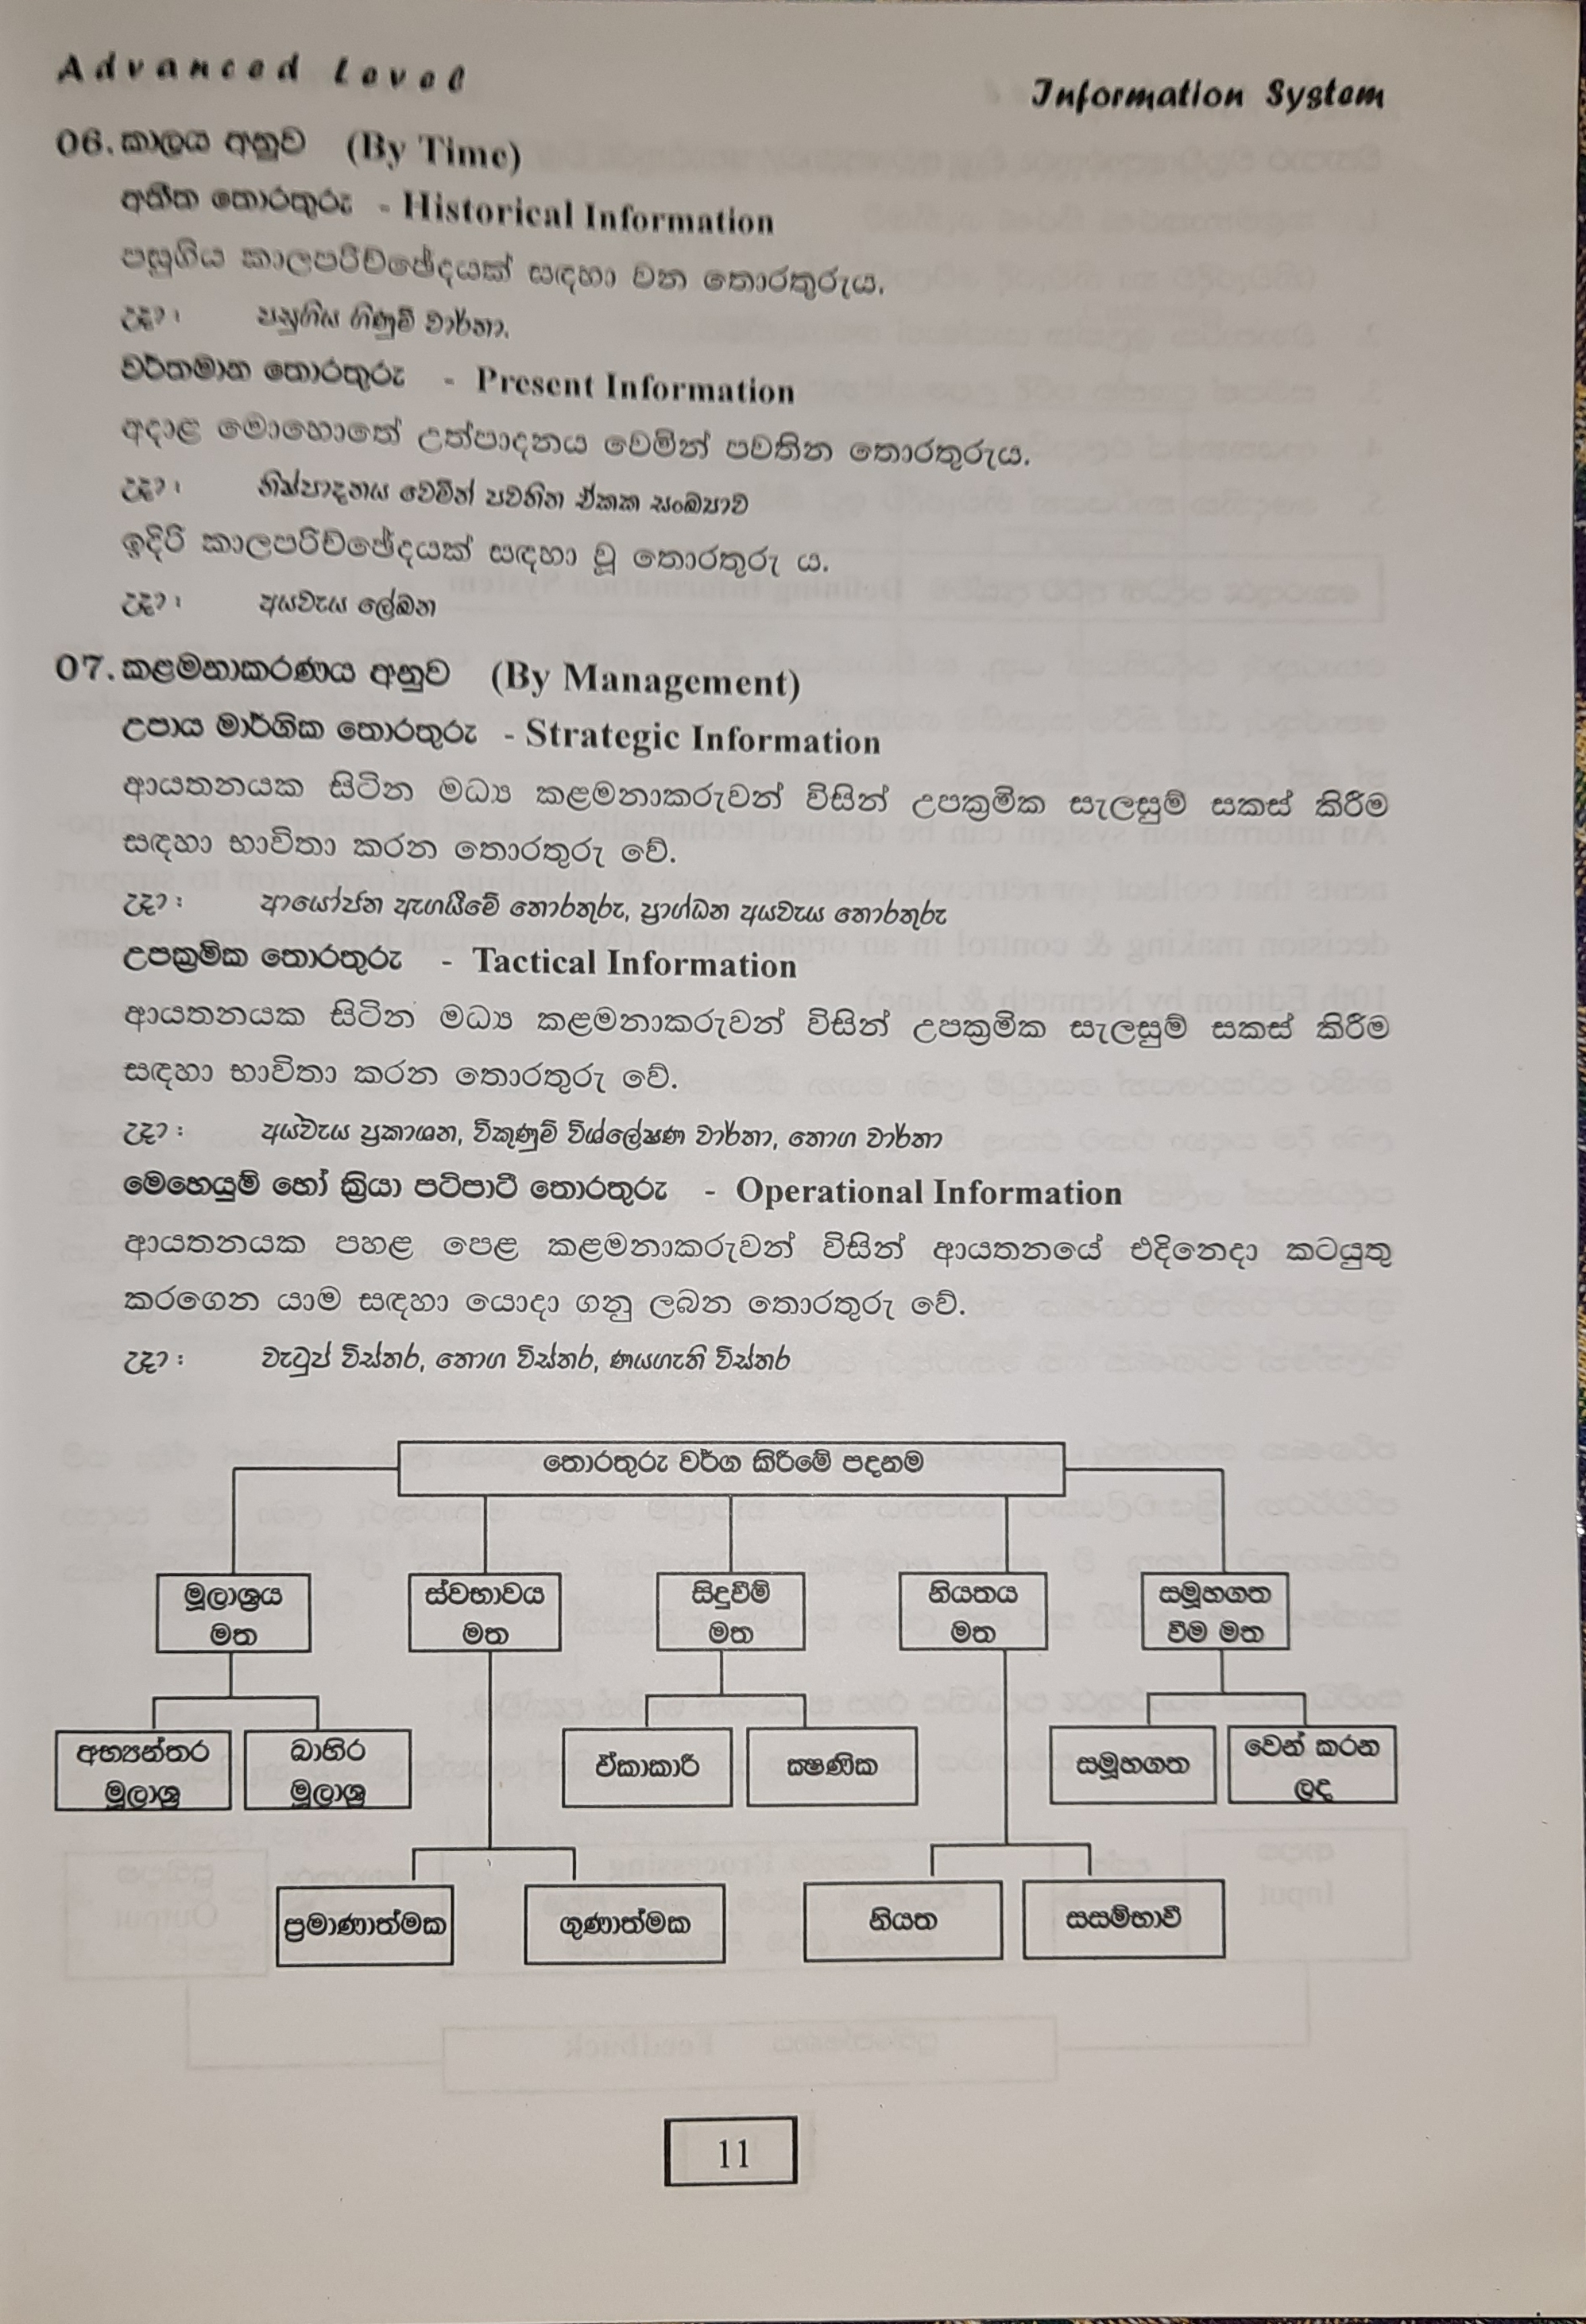 Advanced Level
Information System
06. කාලය අනුව (By Time)
අතීත තොරතුරු - Historical Information
පසුගිය කාලපරිච්ඡේදයක් සඳහා වන තොරතුරුය.
උදා : පසුගිය ගිණුම් වාර්තා.
වර්තමාන තොරතුරු - Present Information
අදාළ මොහොතේ උත්පාදනය වෙමින් පවතින තොරතුරුය.
උදා : නිෂ්පාදනය වෙමින් පවතින ඒකක සංඛ්‍යාව
ඉදිරි කාලපරිච්ඡේදයක් සඳහා වූ තොරතුරු ය.
උදා : අයවැය ලේඛන
07. කළමනාකරණය අනුව (By Management)
උපාය මාර්ගික තොරතුරු - Strategic Information
ආයතනයක සිටින මධ්‍ය කළමනාකරුවන් විසින් උපක්‍රමික සැලසුම් සකස් කිරීම
සඳහා භාවිතා කරන තොරතුරු වේ.
උදා : ආයෝජන ඇගයීමේ තොරතුරු, ප්‍රාග්ධන අයවැය තොරතුරු
උපක්‍රමික තොරතුරු - Tactical Information
ආයතනයක සිටින මධ්‍ය කළමනාකරුවන් විසින් උපක්‍රමික සැලසුම් සකස් කිරීම
සඳහා භාවිතා කරන තොරතුරු වේ.
උදා : අයවැය ප්‍රකාශන, විකුණුම් විශ්ලේෂණ වාර්තා, තොග වාර්තා
මෙහෙයුම් හෝ ක්‍රියා පටිපාටි තොරතුරු - Operational Information
ආයතනයක පහළ පෙළ කළමනාකරුවන් විසින් ආයතනයේ එදිනෙදා කටයුතු
කරගෙන යාම සඳහා යොදා ගනු ලබන තොරතුරු වේ.
උදා : වැටුප් විස්තර, තොග විස්තර, ණයගැති විස්තර
තොරතුරු වර්ග කිරීමේ පදනම
මූලාශ්‍රය
මත
ස්වභාවය
මත
සිදුවීම්
මත
නියතය
මත
සමූහගත
වීම මත
අභ්‍යන්තර
මූලාශ්‍ර
බාහිර
මූලාශ්‍ර
ඒකාකාරී
ක්‍ෂණික
සමූහගත
වෙන් කරන
ලද
ප්‍රමාණාත්මක
ගුණාත්මක
නියත
සසම්භාවී
11